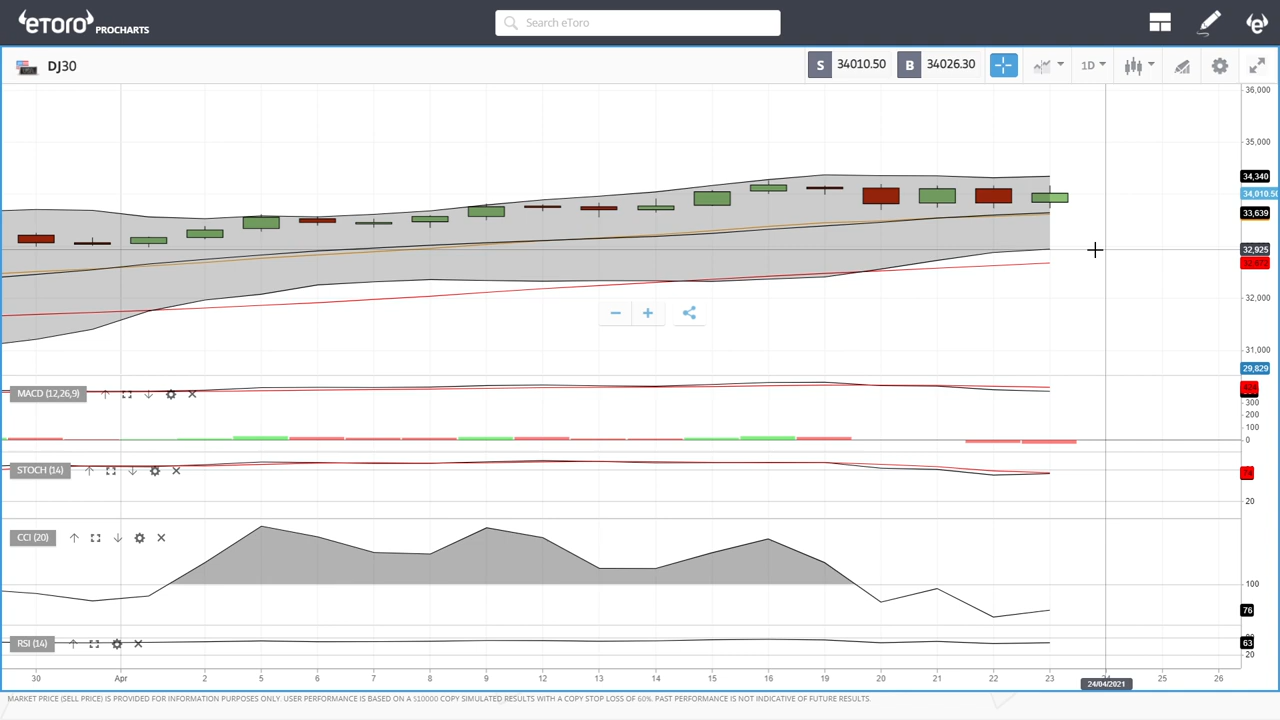 eToro PROCHARTS
Search eToro
DJ30
S 34010.50 B 34026.30
1D
36,000
35,000
34,340
34,010.50
33,639
32,925
32,000
31,000
29,829
MACD (12,26,9)
300
200
100
0
STOCH (14)
20
CCI (20)
100
76
RSI (14)
63
20
30 Apr 2 5 6 7 8 9 12 13 14 15 16 19 20 21 22 23 25 26
24/04/2021
MARKET PRICE (SELL PRICE) IS PROVIDED FOR INFORMATION PURPOSES ONLY. USER PERFORMANCE IS BASED ON A $10000 COPY SIMULATED RESULTS WITH A COPY STOP LOSS OF 60%. PAST PERFORMANCE IS NOT INDICATIVE OF FUTURE RESULTS.